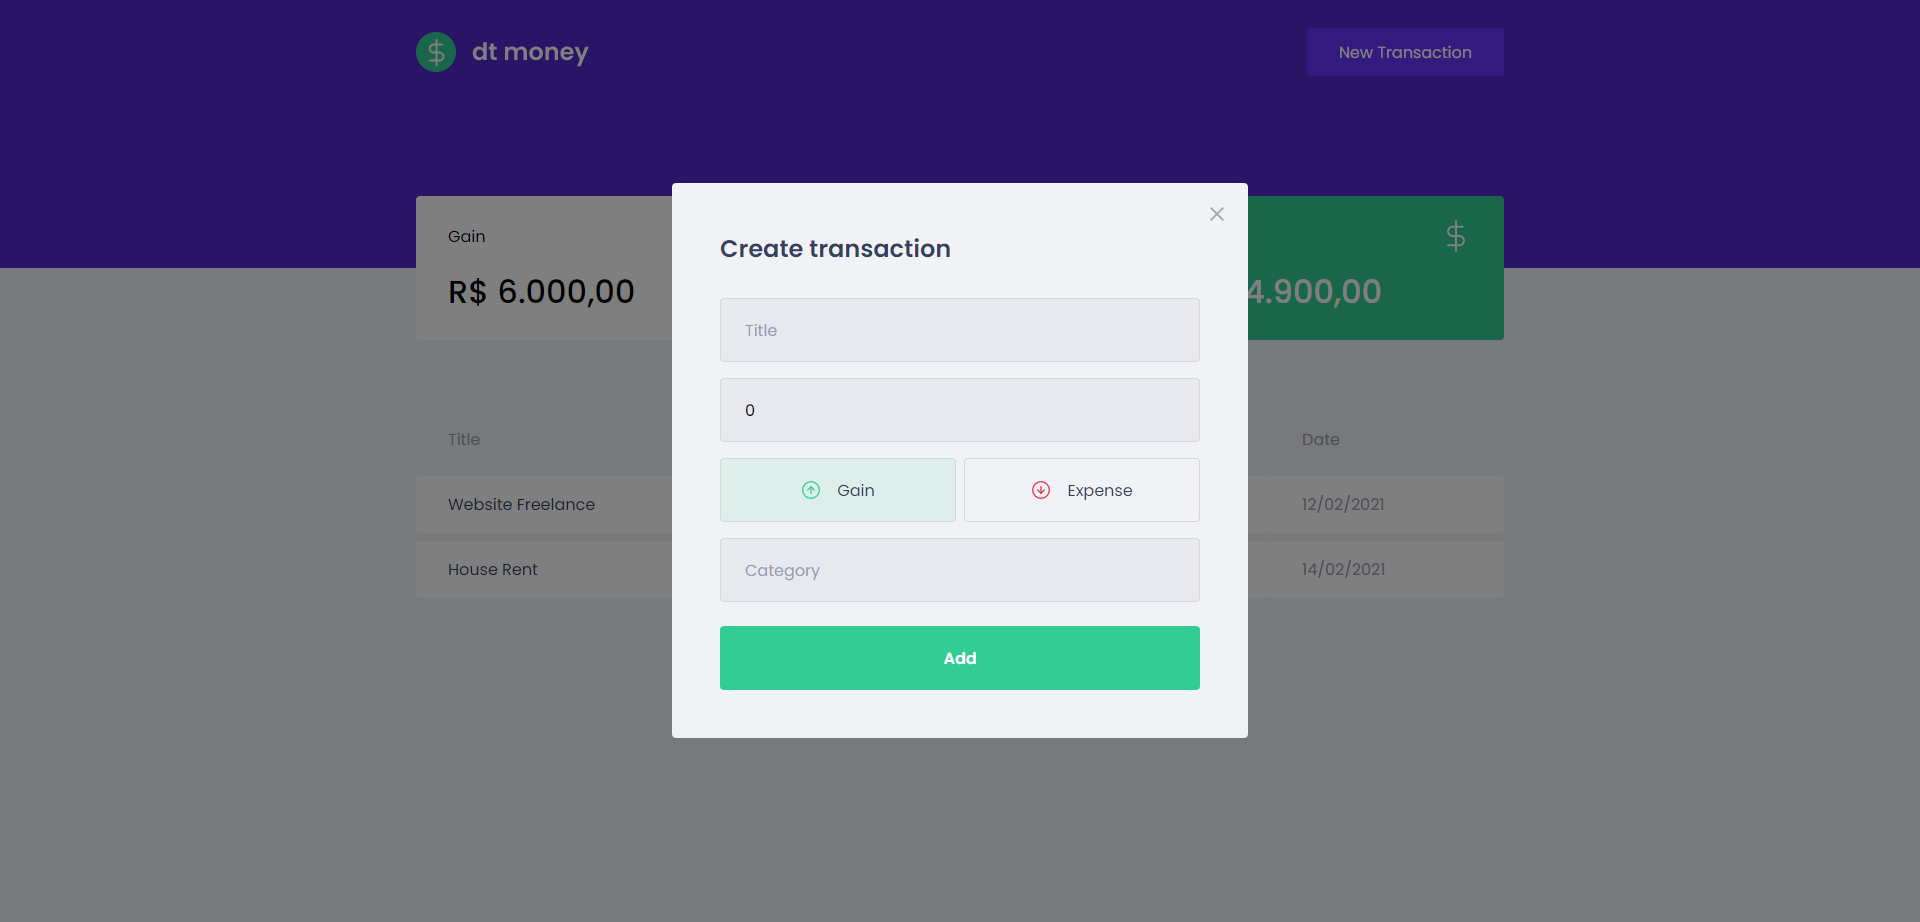 dt money
New Transaction
Gain
R$ 6.000,00
4.900,00
Title
Date
Website Freelance
12/02/2021
House Rent
14/02/2021
Create transaction
Title
0
Gain
Expense
Category
Add